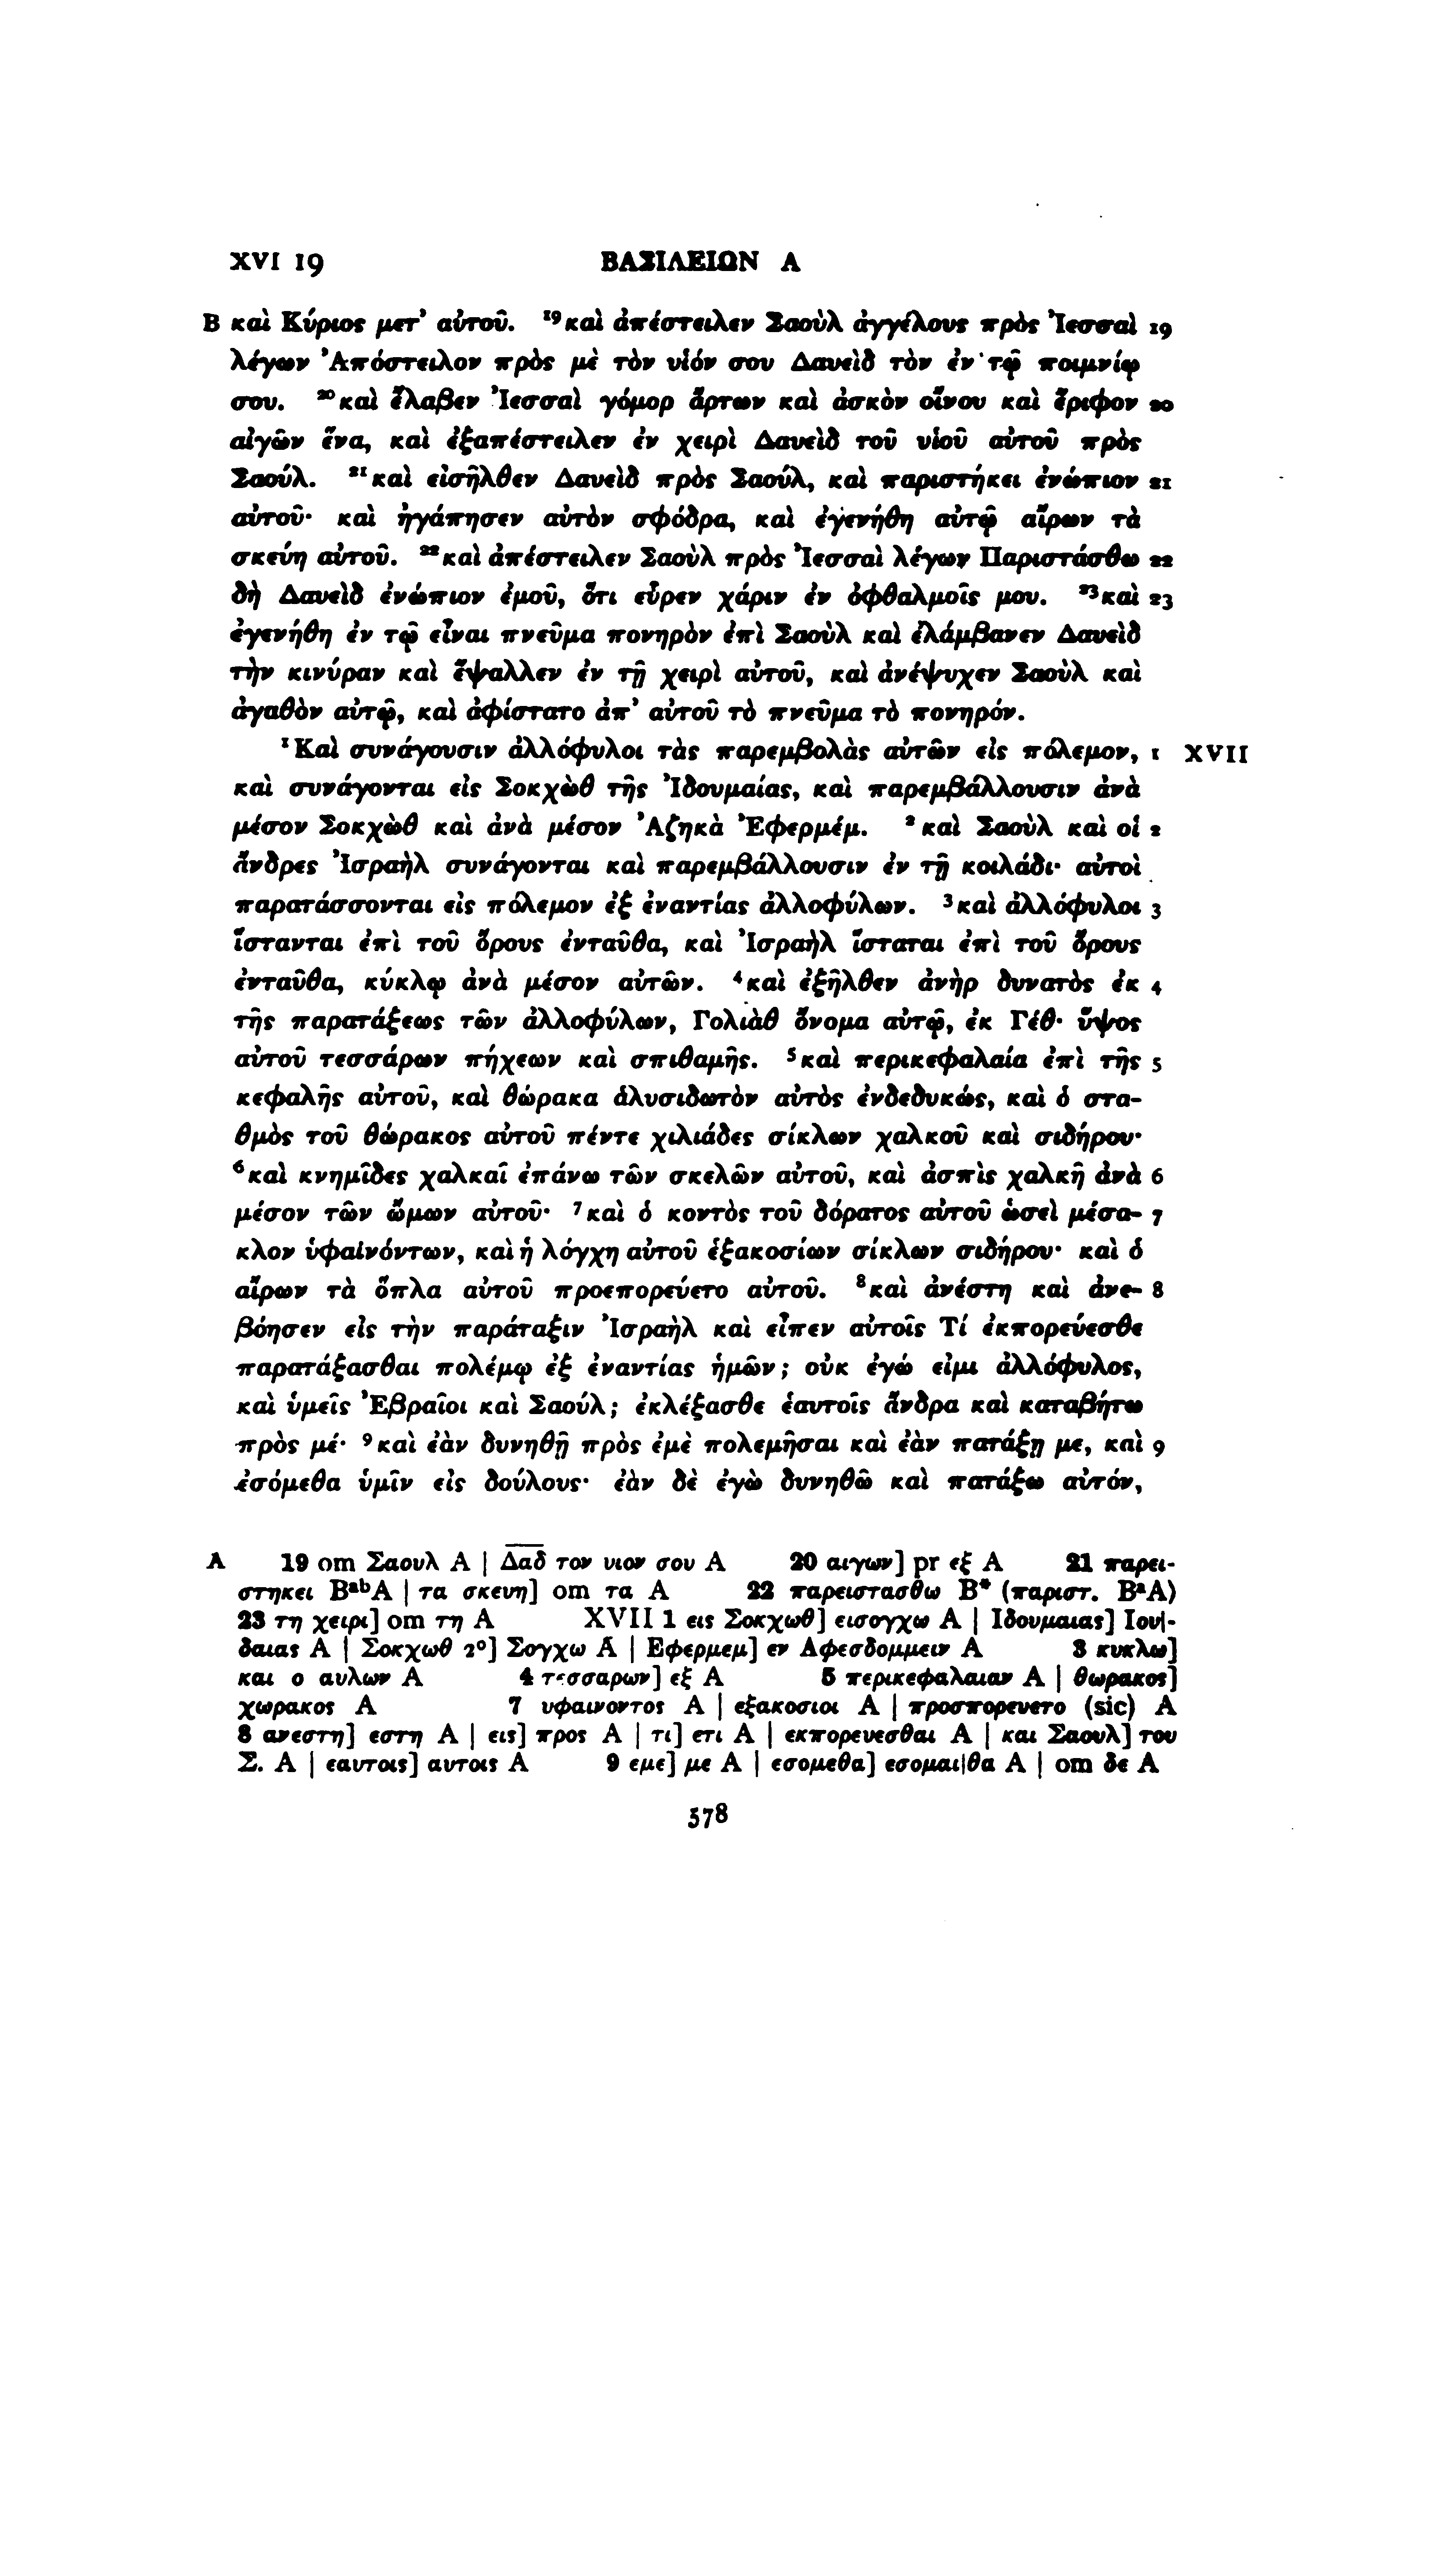 XVI 19 ΒΑΣΙΛΕΙΩΝ Α
B καὶ Κύριος μετ' αὐτοῦ. ¹⁹καὶ ἀπέστειλεν Σαοὺλ ἀγγέλους πρὸς Ἰεσσαὶ 19
λέγων Ἀπόστειλον πρὸς μὲ τὸν υἱόν σου Δαυεὶδ τὸν ἐν τῷ ποιμνίῳ
σου. ²⁰καὶ ἔλαβεν Ἰεσσαὶ γόμορ ἄρτων καὶ ἀσκὸν οἴνου καὶ ἔριφον 20
αἰγῶν ἕνα, καὶ ἐξαπέστειλεν ἐν χειρὶ Δαυεὶδ τοῦ υἱοῦ αὐτοῦ πρὸς
Σαούλ. ²¹καὶ εἰσῆλθεν Δαυεὶδ πρὸς Σαούλ, καὶ παριστήκει ἐνώπιον 21
αὐτοῦ· καὶ ἠγάπησεν αὐτὸν σφόδρα, καὶ ἐγενήθη αὐτῷ αἴρων τὰ
σκεύη αὐτοῦ. ²²καὶ ἀπέστειλεν Σαοὺλ πρὸς Ἰεσσαὶ λέγων Παριστάσθω 22
δὴ Δαυεὶδ ἐνώπιον ἐμοῦ, ὅτι εὗρεν χάριν ἐν ὀφθαλμοῖς μου. ²³καὶ 23
ἐγενήθη ἐν τῷ εἶναι πνεῦμα πονηρὸν ἐπὶ Σαοὺλ καὶ ἐλάμβανεν Δαυεὶδ
τὴν κινύραν καὶ ἔψαλλεν ἐν τῇ χειρὶ αὐτοῦ, καὶ ἀνέψυχεν Σαοὺλ καὶ
ἀγαθὸν αὐτῷ, καὶ ἀφίστατο ἀπ' αὐτοῦ τὸ πνεῦμα τὸ πονηρόν.
¹Καὶ συνάγουσιν ἀλλόφυλοι τὰς παρεμβολὰς αὐτῶν εἰς πόλεμον, 1 XVII
καὶ συνάγονται εἰς Σοκχὼθ τῆς Ἰδουμαίας, καὶ παρεμβάλλουσιν ἀνὰ
μέσον Σοκχὼθ καὶ ἀνὰ μέσον Ἀζηκὰ Ἐφερμέμ. ²καὶ Σαοὺλ καὶ οἱ 2
ἄνδρες Ἰσραὴλ συνάγονται καὶ παρεμβάλλουσιν ἐν τῇ κοιλάδι· αὐτοὶ
παρατάσσονται εἰς πόλεμον ἐξ ἐναντίας ἀλλοφύλων. ³καὶ ἀλλόφυλοι 3
ἵστανται ἐπὶ τοῦ ὄρους ἐνταῦθα, καὶ Ἰσραὴλ ἵσταται ἐπὶ τοῦ ὄρους
ἐνταῦθα, κύκλῳ ἀνὰ μέσον αὐτῶν. ⁴καὶ ἐξῆλθεν ἀνὴρ δυνατὸς ἐκ 4
τῆς παρατάξεως τῶν ἀλλοφύλων, Γολιὰθ ὄνομα αὐτῷ, ἐκ Γέθ· ὕψος
αὐτοῦ τεσσάρων πήχεων καὶ σπιθαμῆς. ⁵καὶ περικεφαλαία ἐπὶ τῆς 5
κεφαλῆς αὐτοῦ, καὶ θώρακα ἁλυσιδωτὸν αὐτὸς ἐνδεδυκώς, καὶ ὁ στα-
θμὸς τοῦ θώρακος αὐτοῦ πέντε χιλιάδες σίκλων χαλκοῦ καὶ σιδήρου·
⁶καὶ κνημῖδες χαλκαῖ ἐπάνω τῶν σκελῶν αὐτοῦ, καὶ ἀσπὶς χαλκῆ ἀνὰ 6
μέσον τῶν ὤμων αὐτοῦ· ⁷καὶ ὁ κοντὸς τοῦ δόρατος αὐτοῦ ὡσεὶ μέσα- 7
κλον ὑφαινόντων, καὶ ἡ λόγχη αὐτοῦ ἑξακοσίων σίκλων σιδήρου· καὶ ὁ
αἴρων τὰ ὅπλα αὐτοῦ προεπορεύετο αὐτοῦ. ⁸καὶ ἀνέστη καὶ ἀνε- 8
βόησεν εἰς τὴν παράταξιν Ἰσραὴλ καὶ εἶπεν αὐτοῖς Τί ἐκπορεύεσθε
παρατάξασθαι πολέμῳ ἐξ ἐναντίας ἡμῶν; οὐκ ἐγώ εἰμι ἀλλόφυλος,
καὶ ὑμεῖς Ἐβραῖοι καὶ Σαούλ; ἐκλέξασθε ἑαυτοῖς ἄνδρα καὶ καταβήτω
πρὸς μέ· ⁹καὶ ἐὰν δυνηθῇ πρὸς ἐμὲ πολεμῆσαι καὶ ἐὰν πατάξῃ με, καὶ 9
ἐσόμεθα ὑμῖν εἰς δούλους· ἐὰν δὲ ἐγὼ δυνηθῶ καὶ πατάξω αὐτόν,
A 19 om Σαουλ A | Δαδ τον υιον σου A 20 αιγων] pr εξ A 21 παρει-
στηκει BᵃᵇA | τα σκευη] om τα A 22 παρειστασθω B* (παριστ. BᵃA)
23 τη χειρι] om τη A XVII 1 εις Σοκχωθ] εισογχω A | Ιδουμαιας] Ιου|-
δαιας A | Σοκχωθ 2°] Σογχω A | Εφερμεμ] εν Αφεσδομμειν A 3 κυκλω]
και ο αυλων A 4 τεσσαρων] εξ A 5 περικεφαλαιαν A | θωρακος]
χωρακος A 7 υφαινοντος A | εξακοσιοι A | προσπορευετο (sic) A
8 ανεστη] εστη A | εις] προς A | τι] ετι A | εκπορευεσθαι A | και Σαουλ] του
Σ. A | εαυτοις] αυτοις A 9 εμε] με A | εσομεθα] εσομαι|θα A | om δε A
578